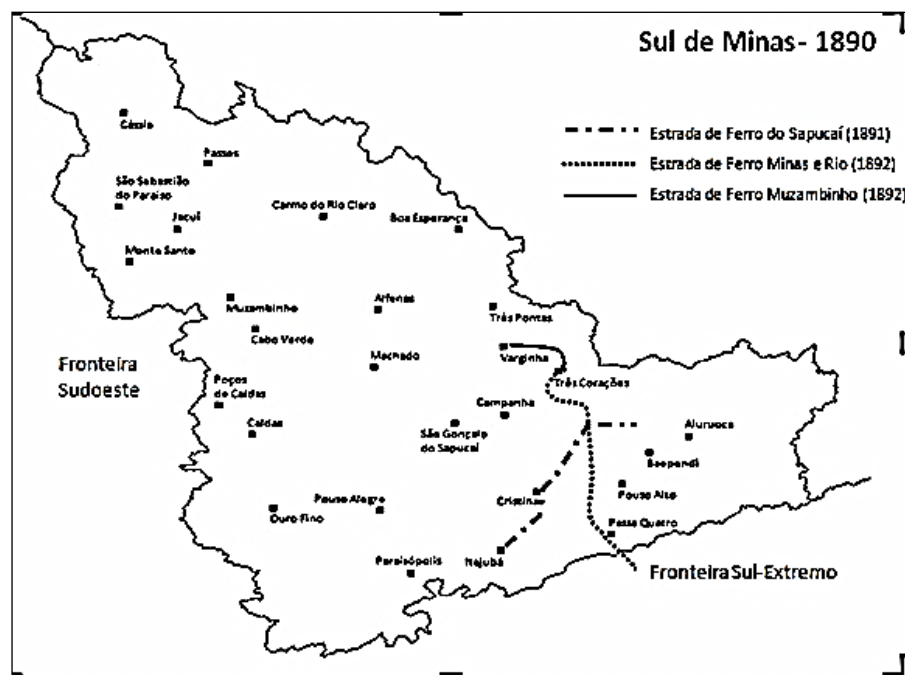 Sul de Minas- 1890
Estrada de Ferro do Sapucaí (1891)
Estrada de Ferro Minas e Rio (1892)
Estrada de Ferro Muzambinho (1892)
Cássia
Passos
São Sebastião
do Paraíso
Jacuí
Monte Santo
Carmo do Rio Claro
Boa Esperança
Muzambinho
Cabo Verde
Alfenas
Três Pontas
Fronteira
Sudoeste
Machado
Varginha
Três Corações
Poços
de Caldas
Caldas
Campanha
São Gonçalo
do Sapucaí
Aiuruoca
Baependi
Pouso Alto
Cristina
Pouso Alegre
Ouro Fino
Passa Quatro
Itajubá
Paraisópolis
Fronteira Sul-Extremo